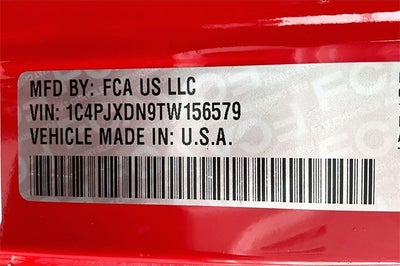 MFD BY: FCA US LLC
VIN: 1C4PJXDN9TW156579
VEHICLE MADE IN: U.S.A.